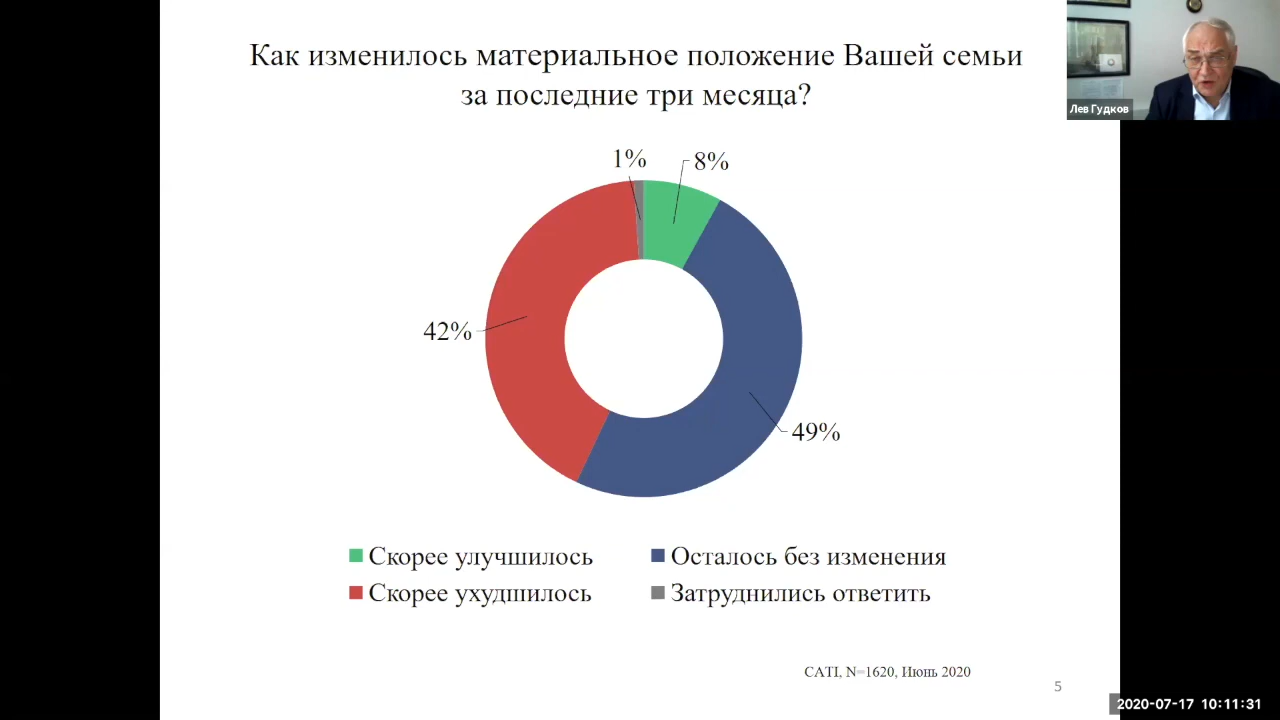 Как изменилось материальное положение Вашей семьи
за последние три месяца?
Лев Гудков
1%
8%
42%
49%
Скорее улучшилось
Осталось без изменения
Скорее ухудшилось
Затруднились ответить
CATI, N=1620, Июнь 2020
5
2020-07-17 10:11:31